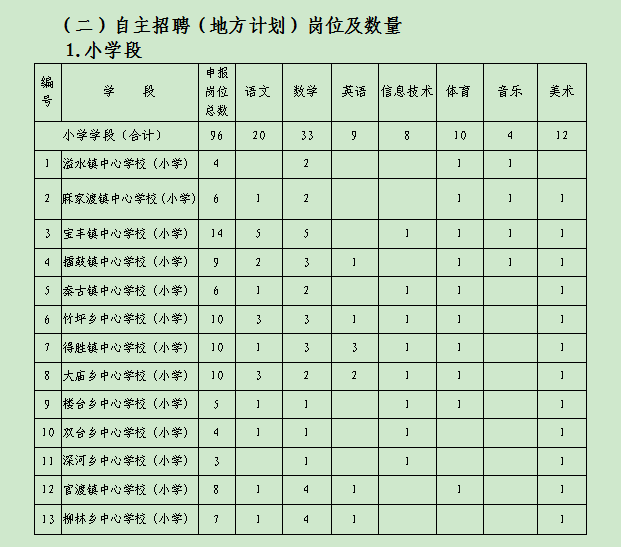 （二）自主招聘（地方计划）岗位及数量
1.小学段
编号 学 段 申报岗位总数 语文 数学 英语 信息技术 体育 音乐 美术
小学学段（合计） 96 20 33 9 8 10 4 12
1 溢水镇中心学校（小学） 4 2 1 1
2 麻家渡镇中心学校（小学） 6 1 2 1 1 1
3 宝丰镇中心学校（小学） 14 5 5 1 1 1 1
4 擂鼓镇中心学校（小学） 9 2 3 1 1 1 1
5 秦古镇中心学校（小学） 6 1 2 1 1 1
6 竹坪乡中心学校（小学） 10 3 3 1 1 1 1
7 得胜镇中心学校（小学） 10 1 3 3 1 1 1
8 大庙乡中心学校（小学） 10 3 2 2 1 1 1
9 楼台乡中心学校（小学） 5 1 1 1 1 1
10 双台乡中心学校（小学） 4 1 1 1 1
11 深河乡中心学校（小学） 3 1 1 1
12 官渡镇中心学校（小学） 8 1 4 1 1 1
13 柳林乡中心学校（小学） 7 1 4 1 1